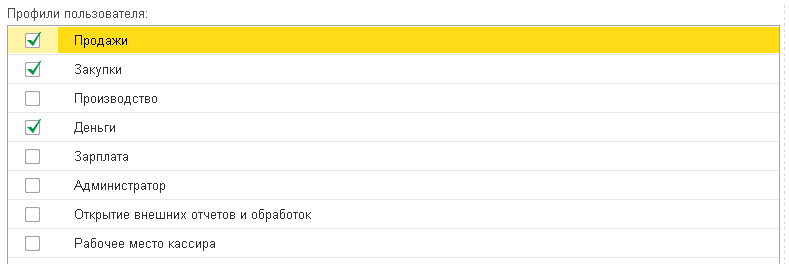 Профили пользователя:
Продажи
Закупки
Производство
Деньги
Зарплата
Администратор
Открытие внешних отчетов и обработок
Рабочее место кассира